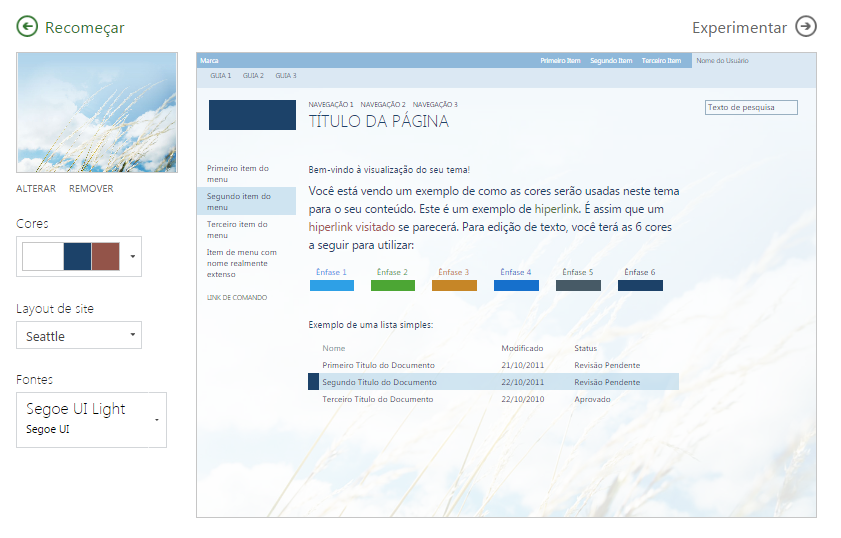 Recomeçar
Experimentar
Marca
Primeiro Item Segundo Item Terceiro Item Nome do Usuário
GUIA 1 GUIA 2 GUIA 3
NAVEGAÇÃO 1 NAVEGAÇÃO 2 NAVEGAÇÃO 3
TÍTULO DA PÁGINA
Texto de pesquisa
ALTERAR REMOVER
Cores
Layout de site
Seattle
Fontes
Segoe UI Light
Segoe UI
Primeiro item do
menu
Segundo item do
menu
Terceiro item do
menu
Item de menu com
nome realmente
extenso
LINK DE COMANDO
Bem-vindo à visualização do seu tema!
Você está vendo um exemplo de como as cores serão usadas neste tema
para o seu conteúdo. Este é um exemplo de hiperlink. É assim que um
hiperlink visitado se parecerá. Para edição de texto, você terá as 6 cores
a seguir para utilizar:
Ênfase 1 Ênfase 2 Ênfase 3 Ênfase 4 Ênfase 5 Ênfase 6
Exemplo de uma lista simples:
Nome Modificado Status
Primeiro Título do Documento 21/10/2011 Revisão Pendente
Segundo Título do Documento 22/10/2011 Revisão Pendente
Terceiro Título do Documento 22/10/2010 Aprovado